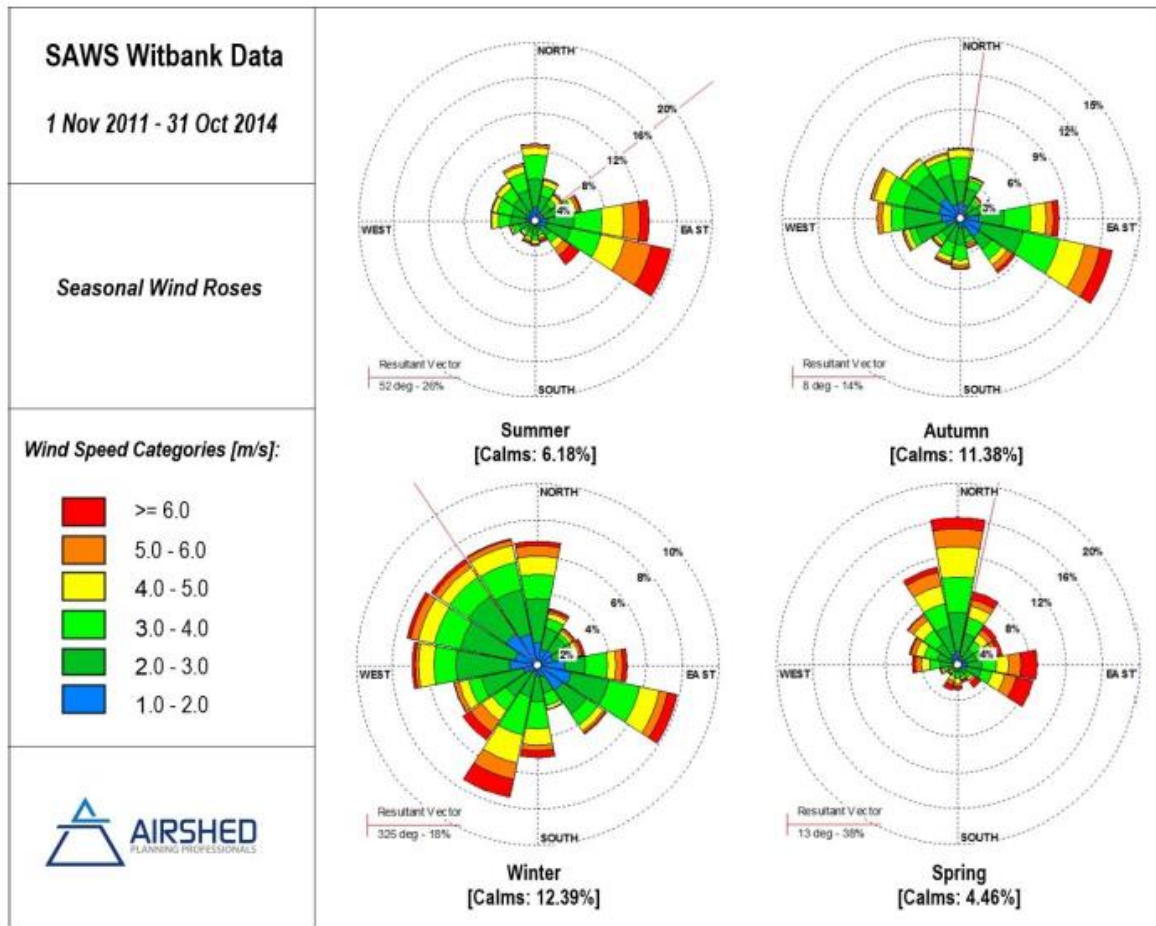 SAWS Witbank Data
1 Nov 2011 - 31 Oct 2014
Seasonal Wind Roses
Wind Speed Categories [m/s]:
>= 6.0
5.0 - 6.0
4.0 - 5.0
3.0 - 4.0
2.0 - 3.0
1.0 - 2.0
AIRSHED
PLANNING PROFESSIONALS
NORTH
20%
16%
12%
8%
4%
WEST
EAST
SOUTH
Resultant Vector
52 deg - 26%
Summer
[Calms: 6.18%]
NORTH
15%
12%
9%
6%
3%
WEST
EAST
SOUTH
Resultant Vector
8 deg - 14%
Autumn
[Calms: 11.38%]
NORTH
10%
8%
6%
4%
2%
WEST
EAST
SOUTH
Resultant Vector
325 deg - 18%
Winter
[Calms: 12.39%]
NORTH
20%
16%
12%
8%
4%
WEST
EAST
SOUTH
Resultant Vector
13 deg - 38%
Spring
[Calms: 4.46%]